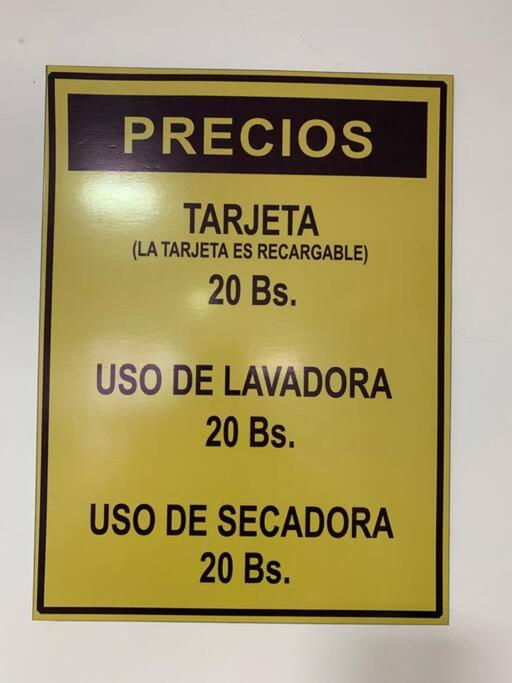 PRECIOS
TARJETA
(LA TARJETA ES RECARGABLE)
20 Bs.
USO DE LAVADORA
20 Bs.
USO DE SECADORA
20 Bs.